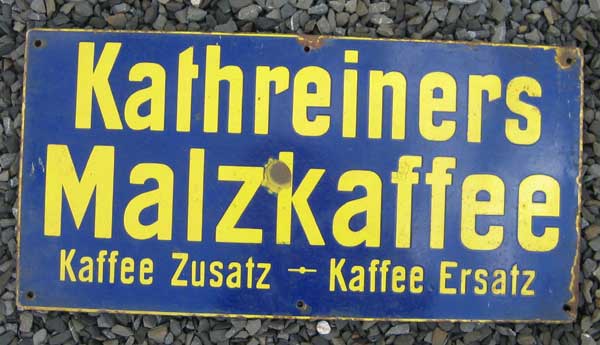 Kathreiners
Malzkaffee
Kaffee Zusatz - Kaffee Ersatz